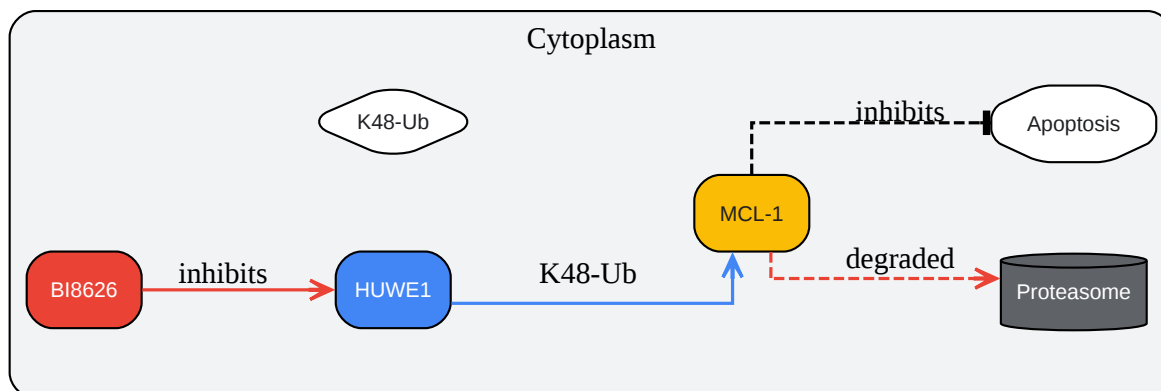 Cytoplasm
K48-Ub
inhibits
Apoptosis
MCL-1
BI8626
inhibits
HUWE1
K48-Ub
degraded
Proteasome